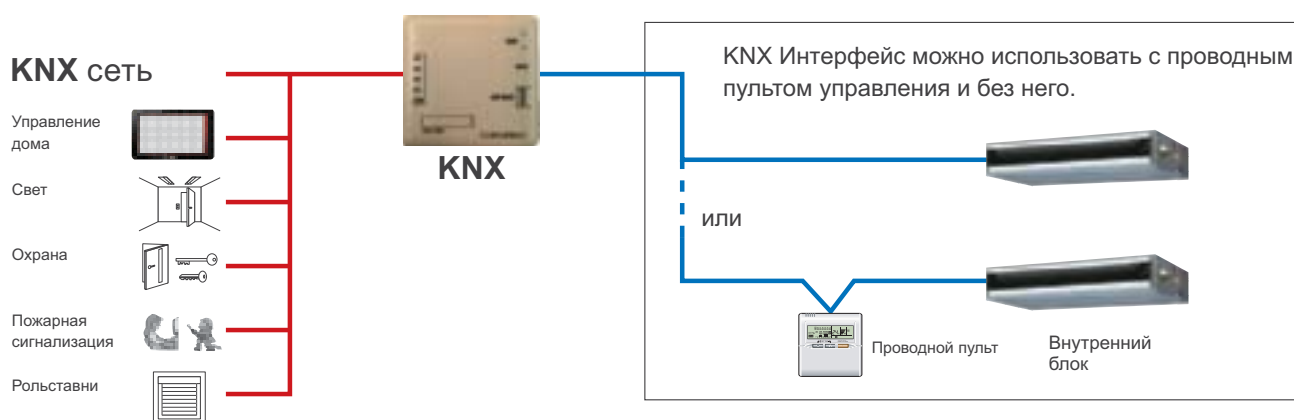 KNX сеть
Управление
дома
Свет
Охрана
Пожарная
сигнализация
Рольставни
KNX
KNX Интерфейс можно использовать с проводным
пультом управления и без него.
или
Проводной пульт
Внутренний
блок